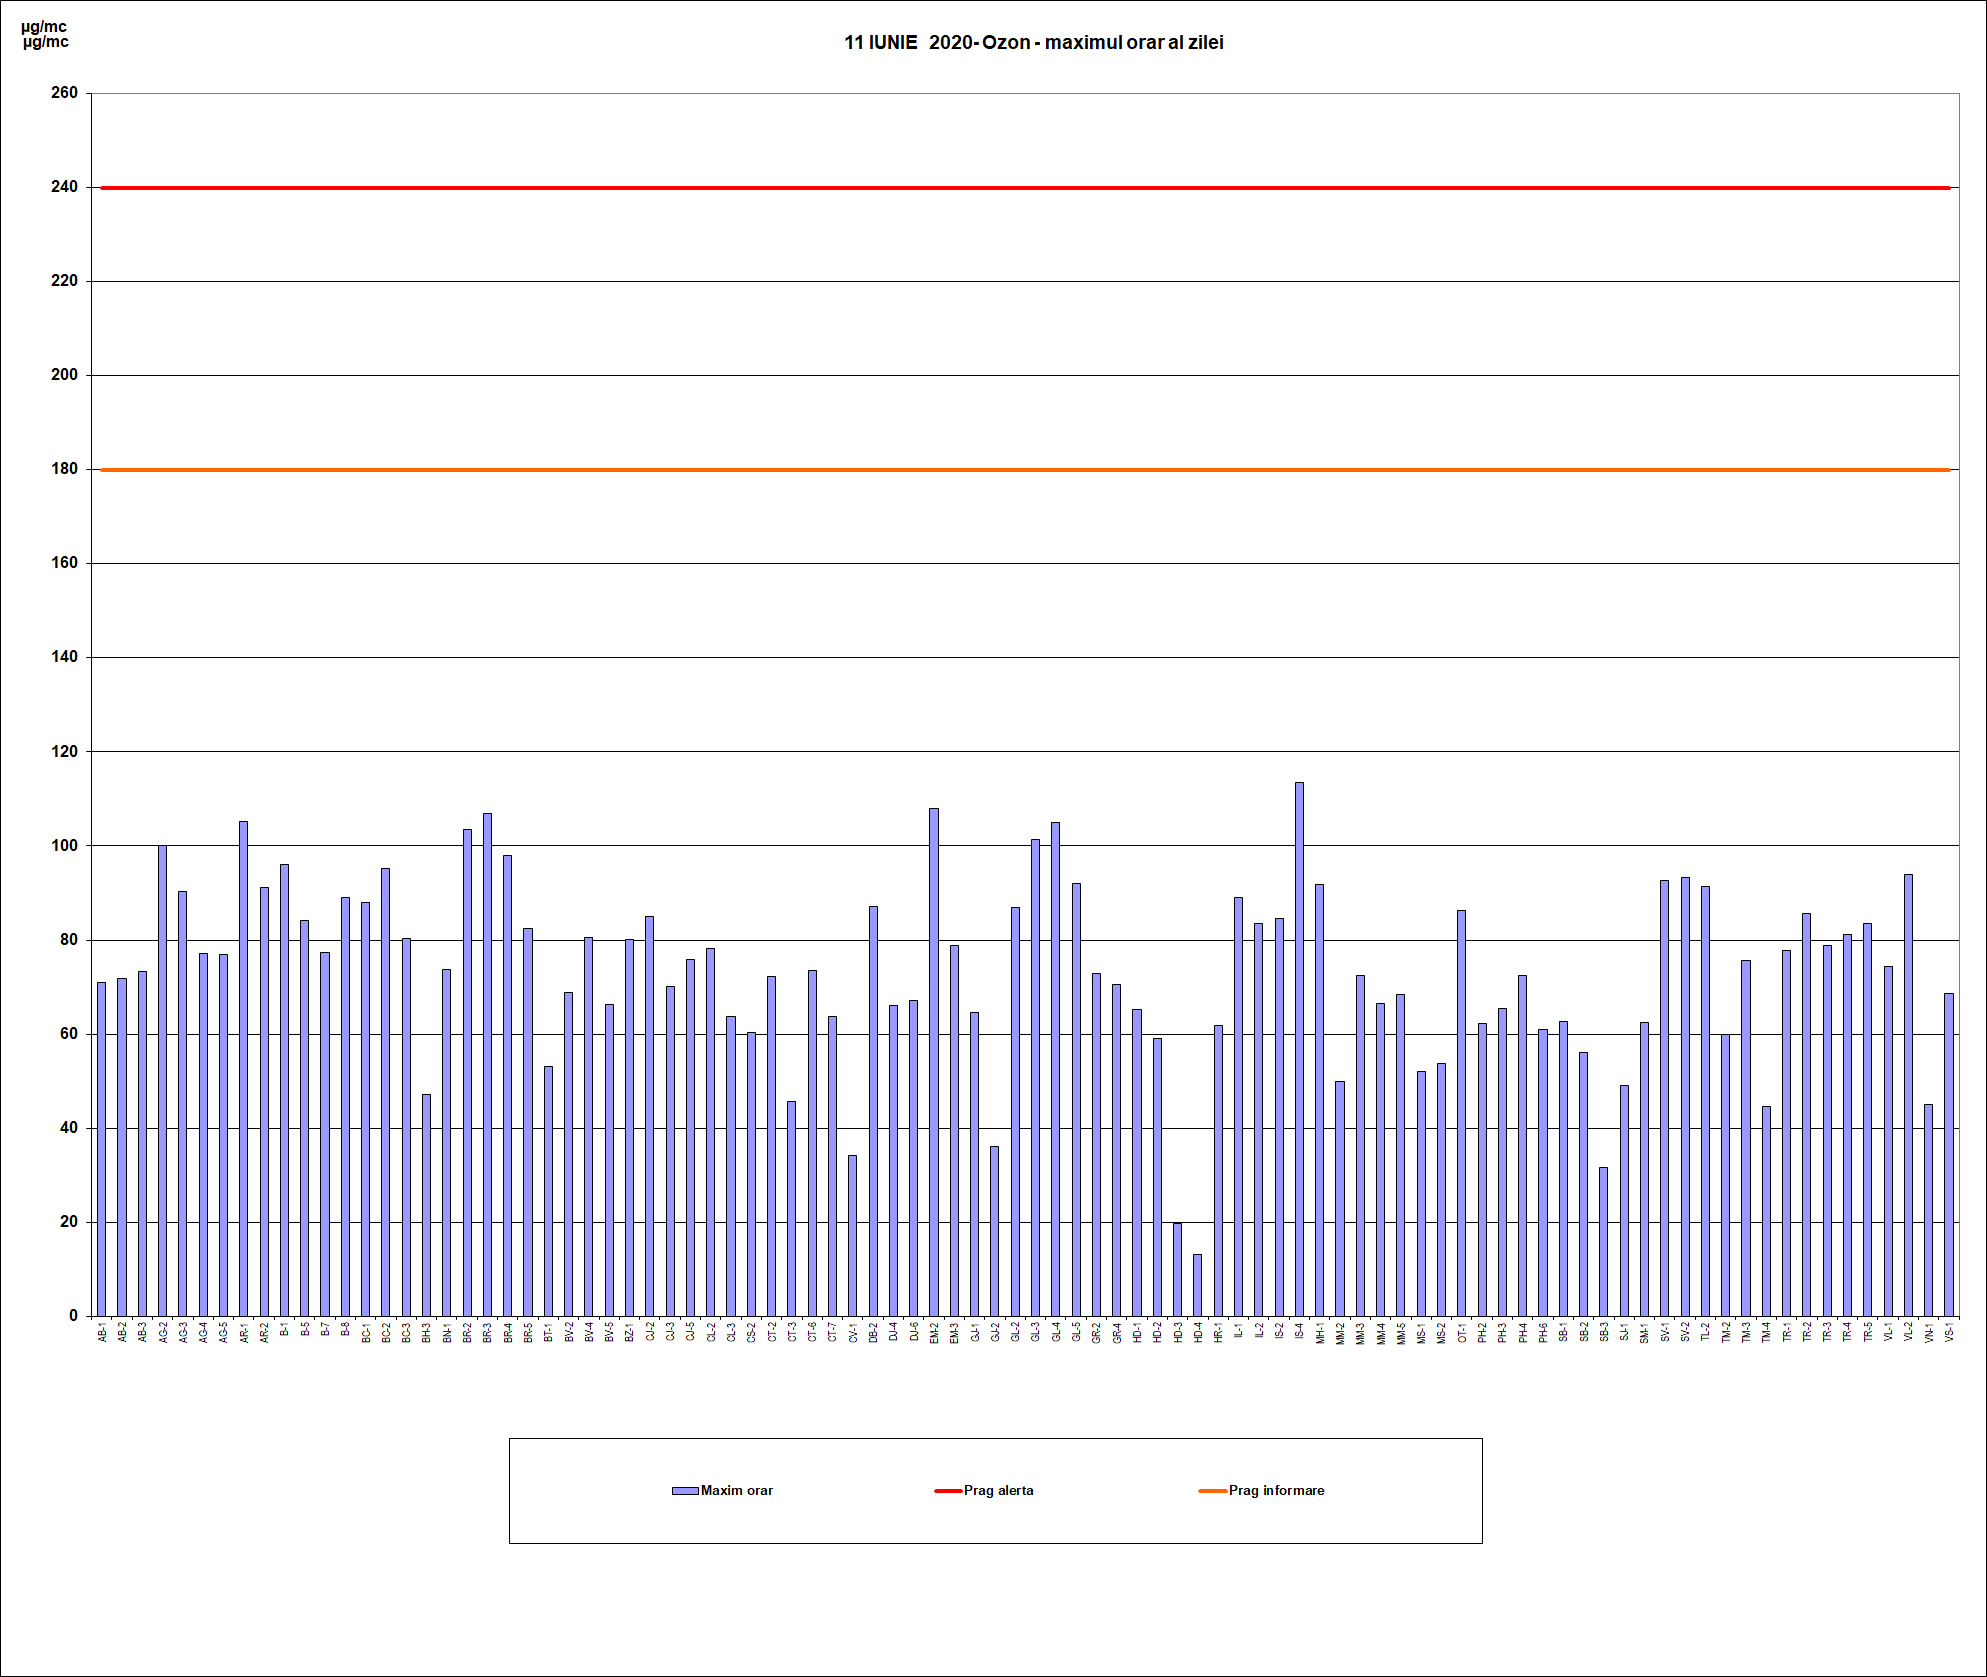 µg/mc
µg/mc
11 IUNIE 2020- Ozon - maximul orar al zilei
260
240
220
200
180
160
140
120
100
80
60
40
20
0
AB-1
AB-2
AB-3
AG-2
AG-3
AG-4
AG-5
AR-1
AR-2
B-1
B-5
B-7
B-8
BC-1
BC-2
BC-3
BH-3
BN-1
BR-2
BR-3
BR-4
BR-5
BT-1
BV-2
BV-4
BV-5
BZ-1
CJ-2
CJ-3
CJ-5
CL-2
CL-3
CS-2
CT-2
CT-3
CT-6
CT-7
CV-1
DB-2
DJ-4
DJ-6
EM-2
EM-3
GJ-1
GJ-2
GL-2
GL-3
GL-4
GL-5
GR-2
GR-4
HD-1
HD-2
HD-3
HD-4
HR-1
IL-1
IL-2
IS-2
IS-4
MH-1
MM-2
MM-3
MM-4
MM-5
MS-1
MS-2
OT-1
PH-2
PH-3
PH-4
PH-6
SB-1
SB-2
SB-3
SJ-1
SM-1
SV-1
SV-2
TL-2
TM-2
TM-3
TM-4
TR-1
TR-2
TR-3
TR-4
TR-5
VL-1
VL-2
VN-1
VS-1
Maxim orar
Prag alerta
Prag informare